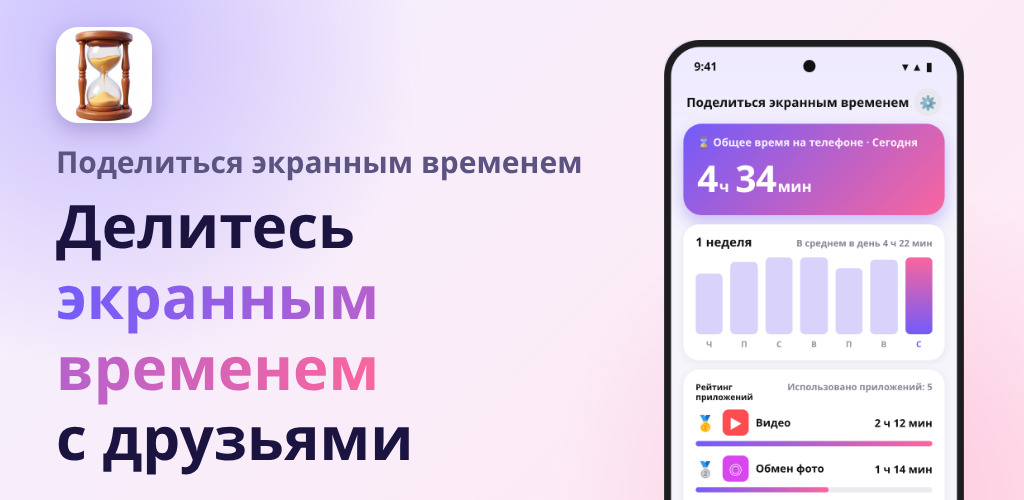 Поделиться экранным временем
Делитесь
экранным
временем
с друзьями
9:41
Поделиться экранным временем
Общее время на телефоне · Сегодня
4ч 34мин
1 неделя
В среднем в день 4 ч 22 мин
Ч П С В П В С
Рейтинг
приложений
Использовано приложений: 5
Видео
2 ч 12 мин
Обмен фото
1 ч 14 мин